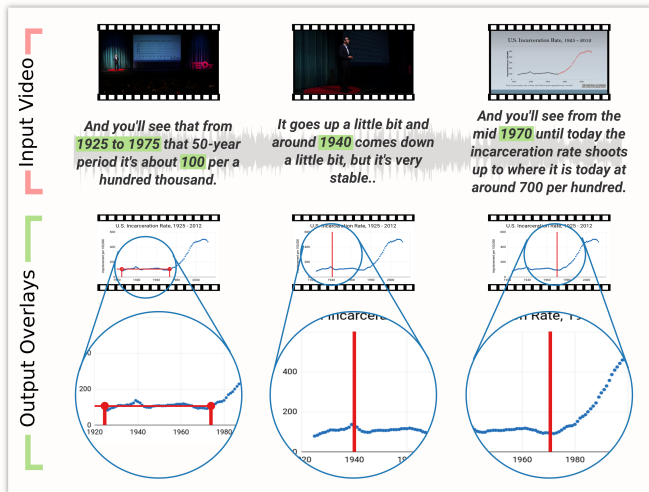 Input Video
U.S. Incarceration Rate, 1925 - 2012
And you'll see that from
1925 to 1975 that 50-year
period it's about 100 per a
hundred thousand.
It goes up a little bit and
around 1940 comes down
a little bit, but it's very
stable..
And you'll see from the
mid 1970 until today the
incarceration rate shoots
up to where it is today at
around 700 per hundred.
Output Overlays
U.S. Incarceration Rate, 1925 - 2012
U.S. Incarceration Rate, 1925 - 2012
U.S. Incarceration Rate, 1925 - 2012
200
0
1920 1940 1960 1980
400
200
0
1940
1960 1980